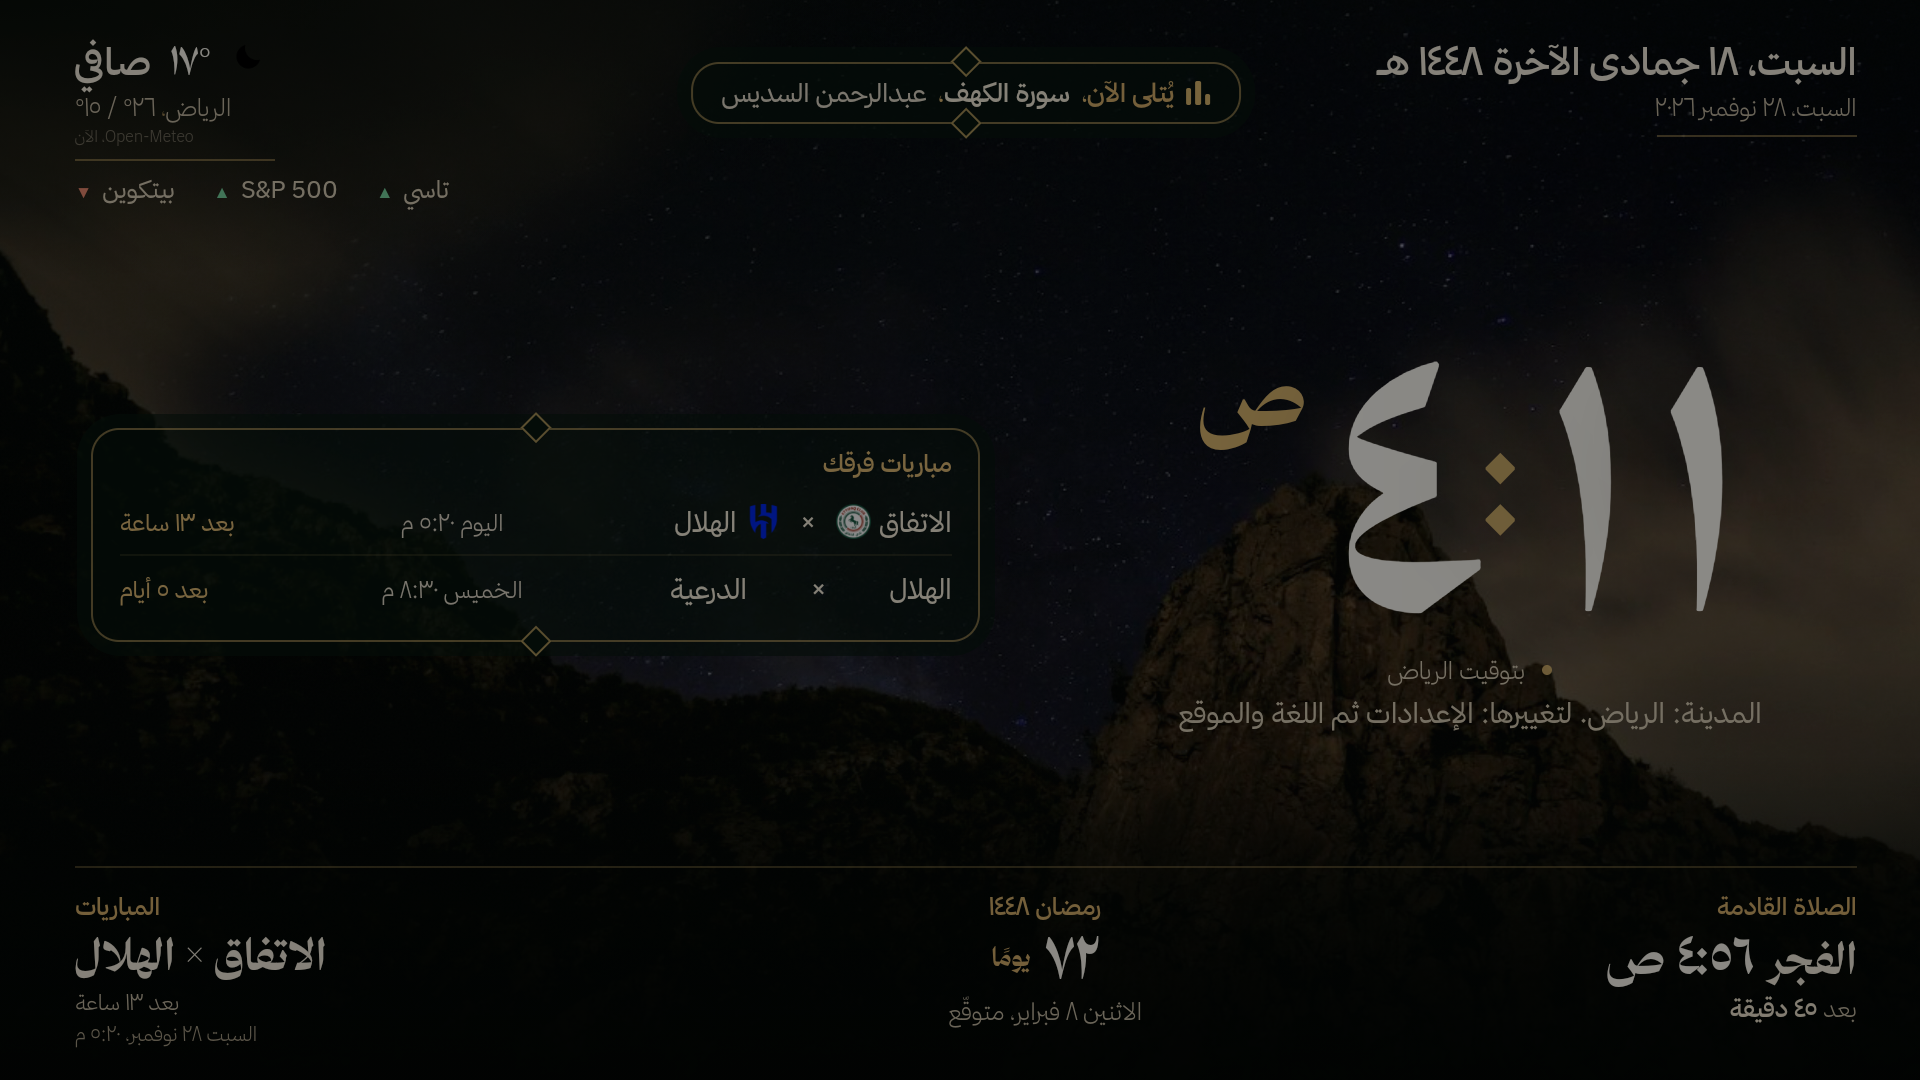 السبت، ١٨ جمادى الآخرة ١٤٤٨ هـ
السبت، ٢٨ نوفمبر ٢٠٢٦
يُتلى الآن، سورة الكهف، عبدالرحمن السديس
١٧° صافي
الرياض، ٢٦° / ١٥°
Open-Meteo، الآن
تاسي ▲ S&P 500 ▲ بيتكوين ▼
٤:١١ ص
بتوقيت الرياض
المدينة: الرياض. لتغييرها: الإعدادات ثم اللغة والموقع
مباريات فرقك
الاتفاق × الهلال اليوم ٥:٢٠ م بعد ١٣ ساعة
الهلال × الدرعية الخميس ٨:٣٠ م بعد ٥ أيام
الصلاة القادمة
الفجر ٤:٥٦ ص
بعد ٤٥ دقيقة
رمضان ١٤٤٨
٧٢ يومًا
الاثنين ٨ فبراير، متوقّع
المباريات
الاتفاق × الهلال
بعد ١٣ ساعة
السبت ٢٨ نوفمبر، ٥:٢٠ م